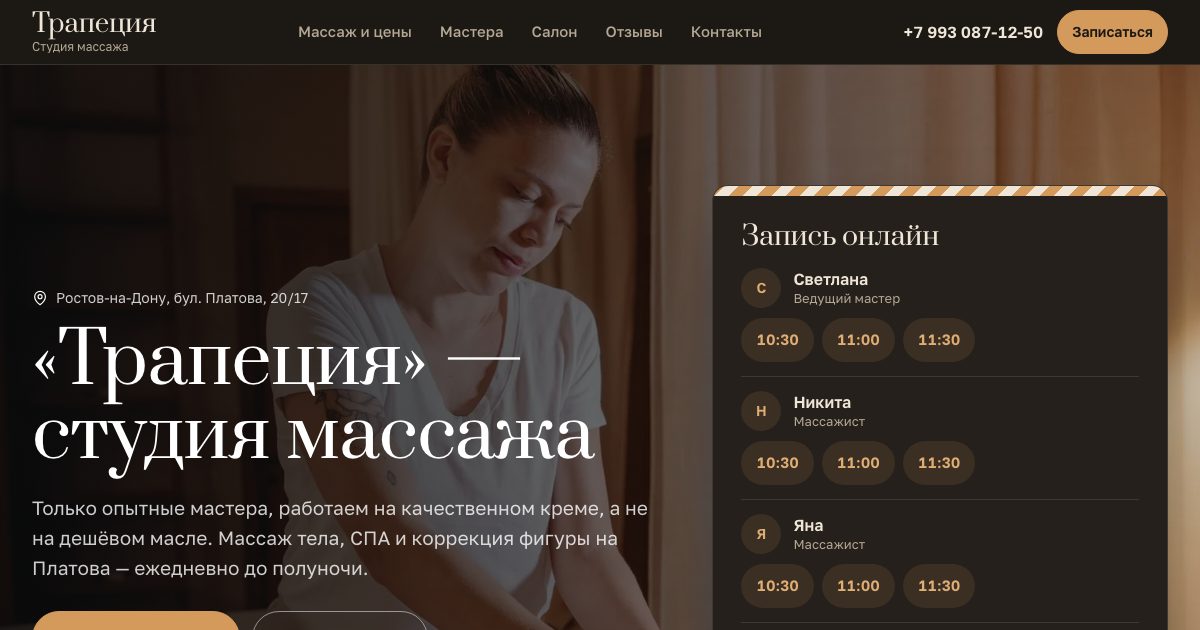 Трапеция
Студия массажа
Массаж и цены
Мастера
Салон
Отзывы
Контакты
+7 993 087-12-50
Записаться
Ростов-на-Дону, бул. Платова, 20/17
«Трапеция» —
студия массажа
Только опытные мастера, работаем на качественном креме, а не
на дешёвом масле. Массаж тела, СПА и коррекция фигуры на
Платова — ежедневно до полуночи.
Запись онлайн
С
Светлана
Ведущий мастер
10:30 11:00 11:30
Н
Никита
Массажист
10:30 11:00 11:30
Я
Яна
Массажист
10:30 11:00 11:30